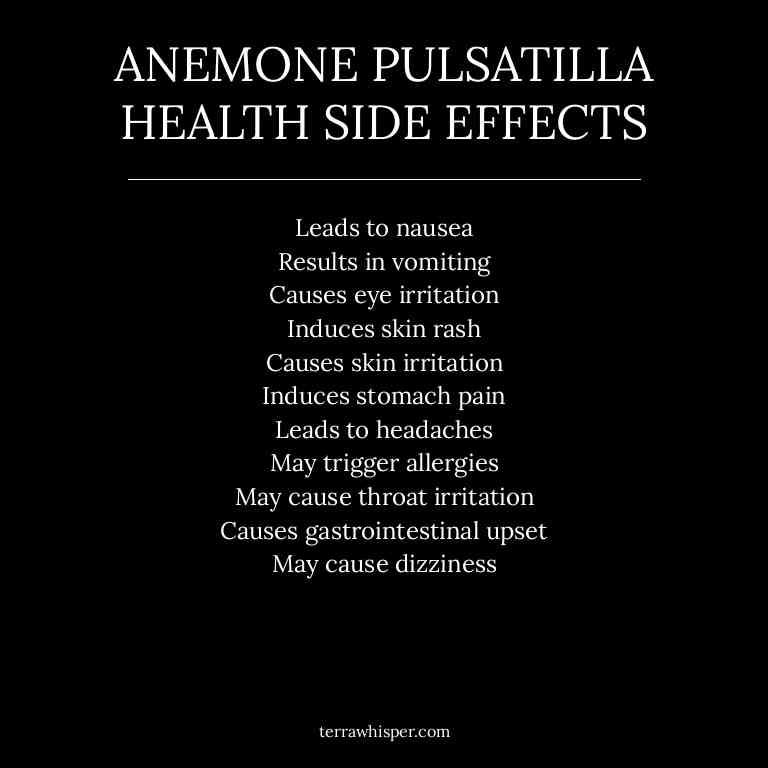 ANEMONE PULSATILLA
HEALTH SIDE EFFECTS
Leads to nausea
Results in vomiting
Causes eye irritation
Induces skin rash
Causes skin irritation
Induces stomach pain
Leads to headaches
May trigger allergies
May cause throat irritation
Causes gastrointestinal upset
May cause dizziness
terrawhisper.com